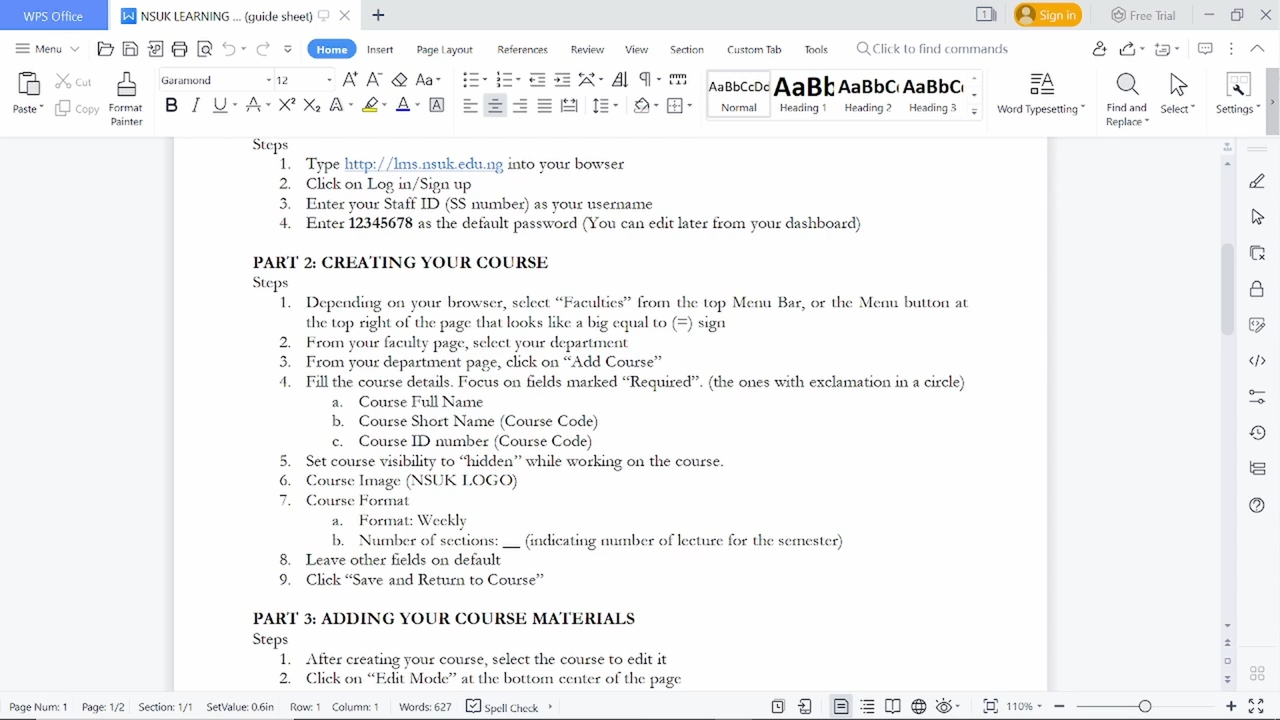 WPS Office
NSUK LEARNING ... (guide sheet)
Sign in
Free Trial
Menu
Home
Insert
Page Layout
References
Review
View
Section
Custom Tab
Tools
Click to find commands
Paste
Cut
Copy
Format Painter
Garamond
12
AaBbCcDc
Normal
AaBb
Heading 1
AaBbC
Heading 2
AaBbC
Heading 3
Word Typesetting
Find and Replace
Select
Settings
Steps
1. Type http://lms.nsuk.edu.ng into your bowser
2. Click on Log in/Sign up
3. Enter your Staff ID (SS number) as your username
4. Enter 12345678 as the default password (You can edit later from your dashboard)
PART 2: CREATING YOUR COURSE
Steps
1. Depending on your browser, select “Faculties” from the top Menu Bar, or the Menu button at
the top right of the page that looks like a big equal to (=) sign
2. From your faculty page, select your department
3. From your department page, click on “Add Course”
4. Fill the course details. Focus on fields marked “Required”. (the ones with exclamation in a circle)
a. Course Full Name
b. Course Short Name (Course Code)
c. Course ID number (Course Code)
5. Set course visibility to “hidden” while working on the course.
6. Course Image (NSUK LOGO)
7. Course Format
a. Format: Weekly
b. Number of sections: __ (indicating number of lecture for the semester)
8. Leave other fields on default
9. Click “Save and Return to Course”
PART 3: ADDING YOUR COURSE MATERIALS
Steps
1. After creating your course, select the course to edit it
2. Click on “Edit Mode” at the bottom center of the page
Page Num: 1 Page: 1/2 Section: 1/1 SetValue: 0.6in Row: 1 Column: 1 Words: 627 Spell Check 110%